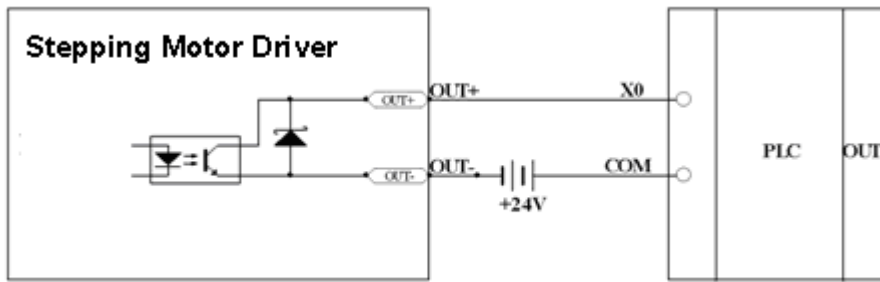 Stepping Motor Driver
OUT+
OUT+
X0
PLC
OUT
OUT-
OUT-
COM
+24V